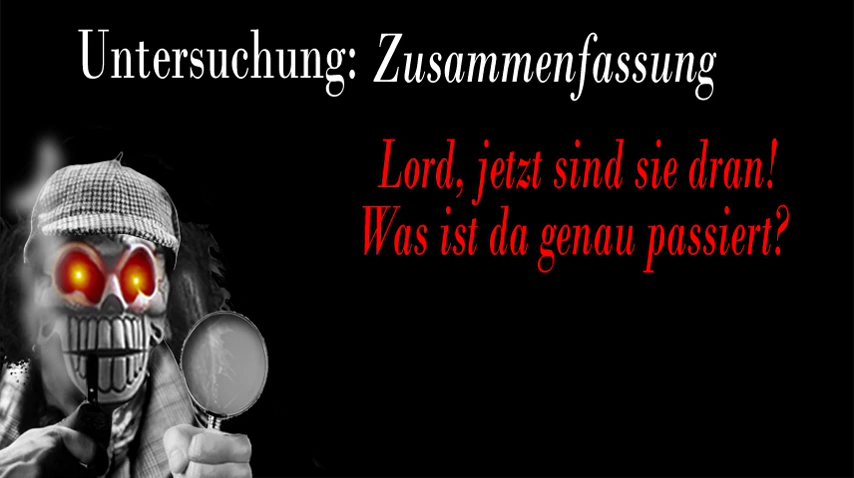 Untersuchung: Zusammenfassung
Lord, jetzt sind sie dran!
Was ist da genau passiert?